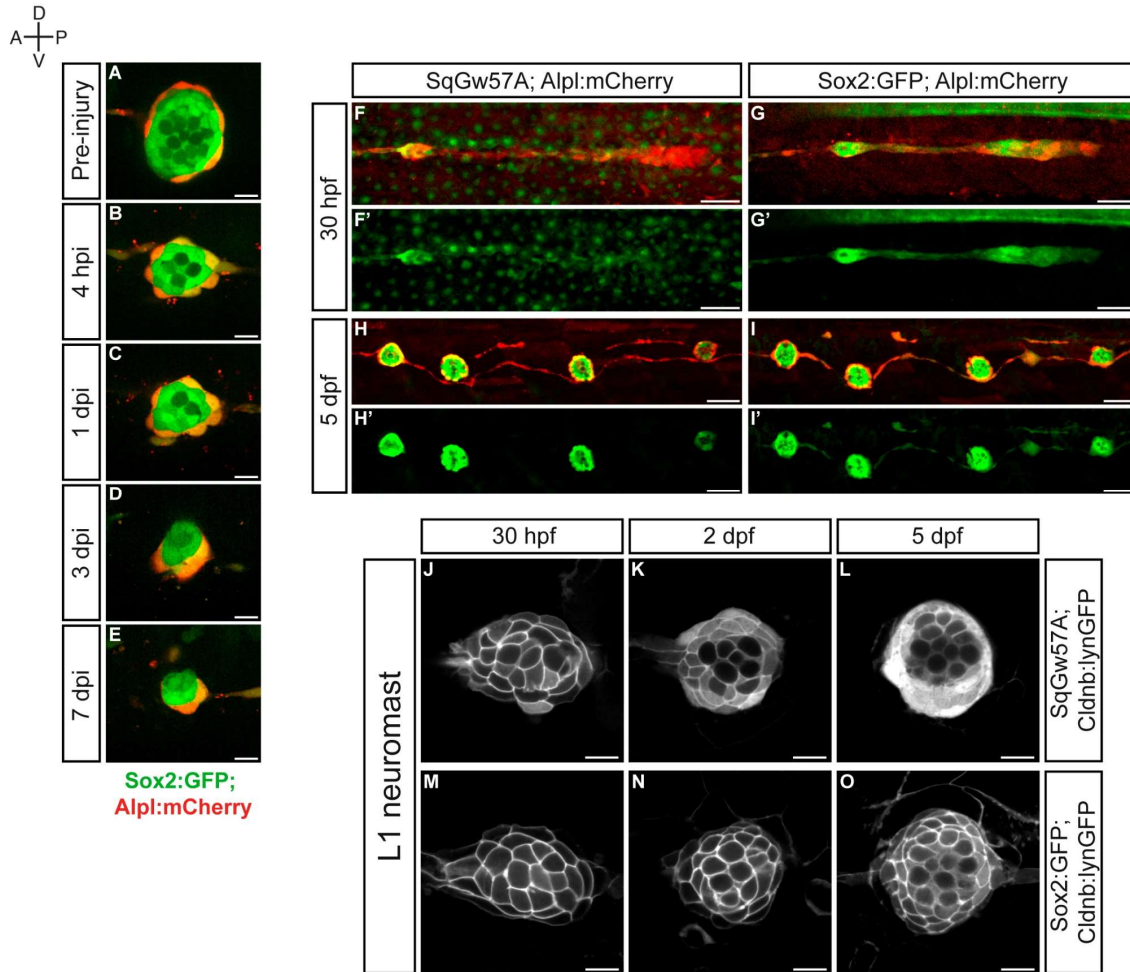 D
A P
V
Pre-injury
A
4 hpi
B
1 dpi
C
3 dpi
D
7 dpi
E
Sox2:GFP;
Alpl:mCherry
SqGw57A; Alpl:mCherry
Sox2:GFP; Alpl:mCherry
30 hpf
F
G
F'
G'
5 dpf
H
I
H'
I'
30 hpf
2 dpf
5 dpf
L1 neuromast
J
K
L
SqGw57A;
Cldnb:lynGFP
M
N
O
Sox2:GFP;
Cldnb:lynGFP